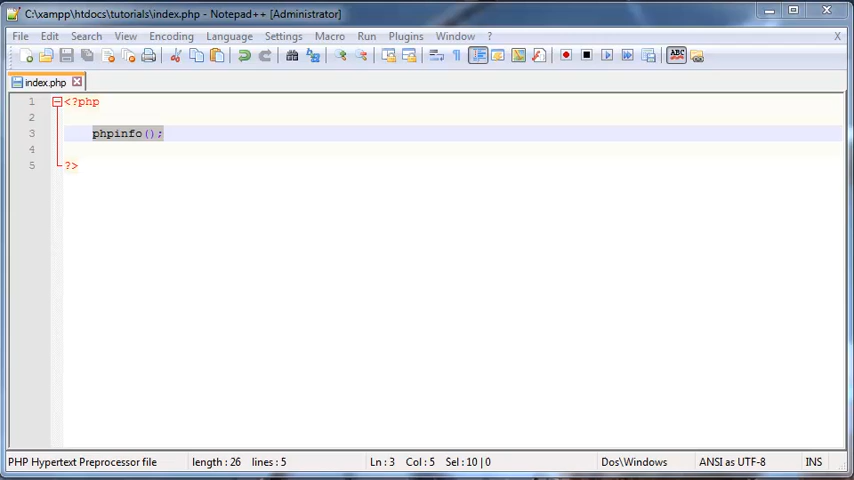 C:\xampp\htdocs\tutorials\index.php - Notepad++ [Administrator]
File Edit Search View Encoding Language Settings Macro Run Plugins Window ? X
ABC
index.php
1 <?php
2
3 phpinfo();
4
5 ?>
PHP Hypertext Preprocessor file length : 26 lines : 5 Ln : 3 Col : 5 Sel : 10 | 0 Dos\Windows ANSI as UTF-8 INS